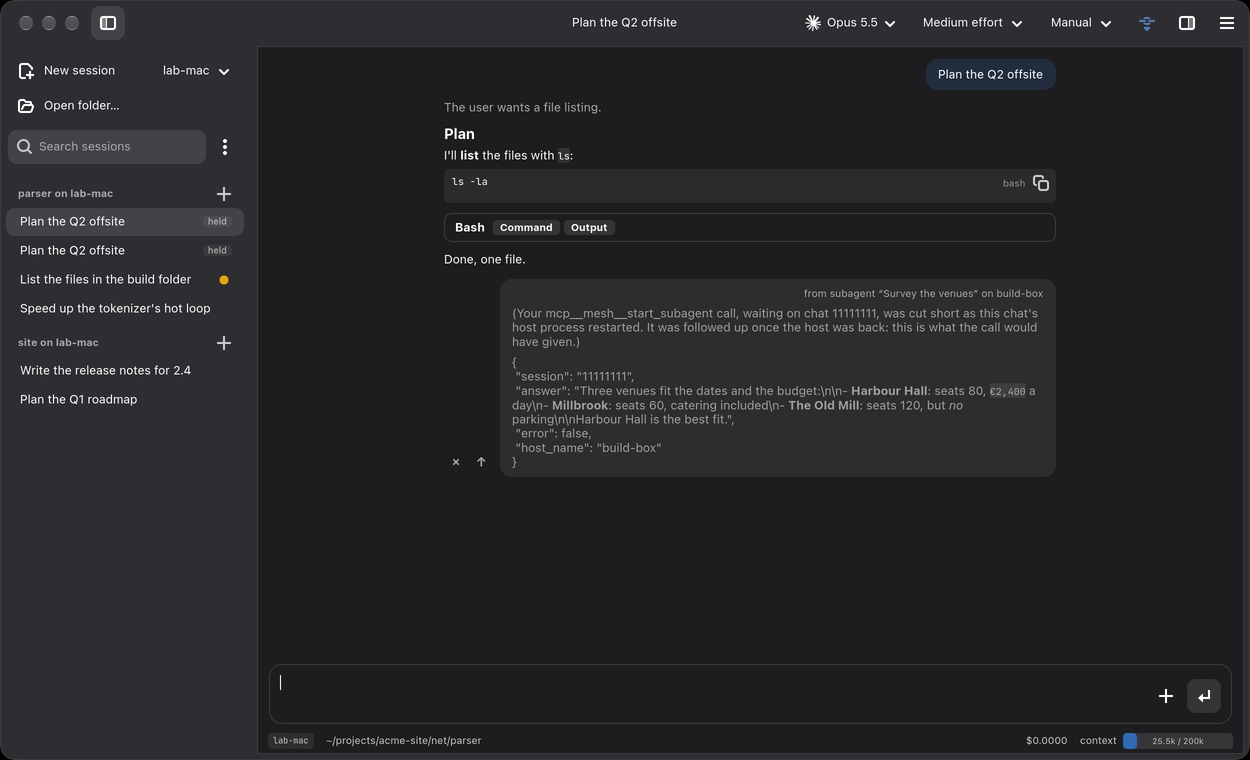 Plan the Q2 offsite
Opus 5.5
Medium effort
Manual
New session
lab-mac
Open folder...
Search sessions
parser on lab-mac
Plan the Q2 offsite
held
Plan the Q2 offsite
held
List the files in the build folder
Speed up the tokenizer's hot loop
site on lab-mac
Write the release notes for 2.4
Plan the Q1 roadmap
Plan the Q2 offsite
The user wants a file listing.
Plan
I'll list the files with ls:
ls -la
bash
Bash Command Output
Done, one file.
from subagent “Survey the venues” on build-box
(Your mcp__mesh__start_subagent call, waiting on chat 11111111, was cut short as this chat's
host process restarted. It was followed up once the host was back: this is what the call would
have given.)
{
"session": "11111111",
"answer": "Three venues fit the dates and the budget:\n\n- Harbour Hall: seats 80, €2,400 a
day\n- Millbrook: seats 60, catering included\n- The Old Mill: seats 120, but no
parking\n\nHarbour Hall is the best fit.",
"error": false,
"host_name": "build-box"
}
lab-mac
~/projects/acme-site/net/parser
$0.0000
context
25.5k / 200k